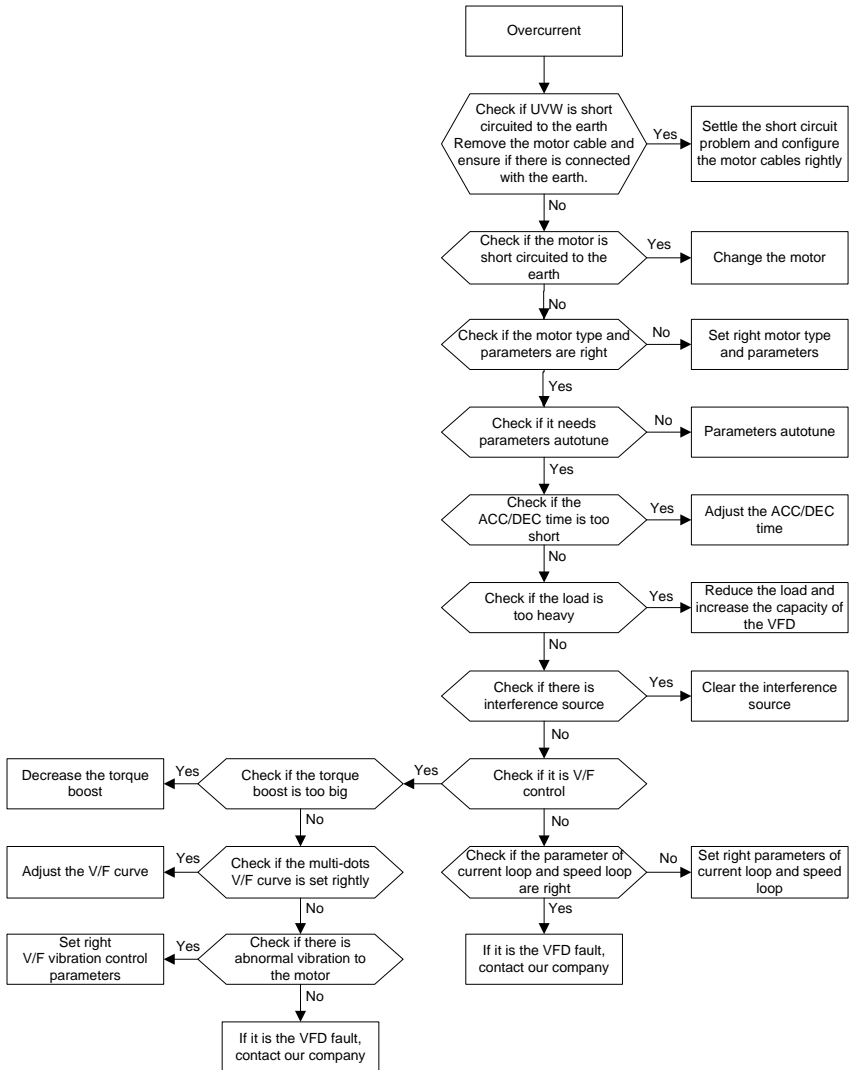 Overcurrent
Check if UVW is short
circuited to the earth
Remove the motor cable and
ensure if there is connected
with the earth.
Yes
Settle the short circuit
problem and configure
the motor cables rightly
No
Check if the motor is
short circuited to the
earth
Yes
Change the motor
No
Check if the motor type and
parameters are right
No
Set right motor type
and parameters
Yes
Check if it needs
parameters autotune
No
Parameters autotune
Yes
Check if the
ACC/DEC time is too
short
Yes
Adjust the ACC/DEC
time
No
Check if the load is
too heavy
Yes
Reduce the load and
increase the capacity of
the VFD
No
Check if there is
interference source
Yes
Clear the interference
source
No
Check if it is V/F
control
Yes
Check if the torque
boost is too big
Yes
Decrease the torque
boost
No
No
Check if the multi-dots
V/F curve is set rightly
Yes
Adjust the V/F curve
Check if the parameter of
current loop and speed loop
are right
No
Set right parameters of
current loop and speed
loop
No
Yes
Check if there is
abnormal vibration to
the motor
Yes
Set right
V/F vibration control
parameters
If it is the VFD fault,
contact our company
No
If it is the VFD fault,
contact our company